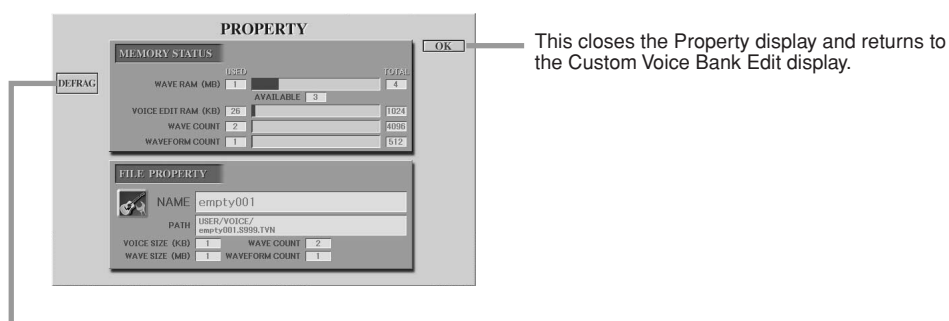 PROPERTY
MEMORY STATUS
OK
USED
TOTAL
DEFRAG
WAVE RAM (MB) 1 4
AVAILABLE 3
VOICE EDIT RAM (KB) 26 1024
WAVE COUNT 2 4096
WAVEFORM COUNT 1 512
FILE PROPERTY
NAME empty001
PATH USER/VOICE/
empty001.S999.TVN
VOICE SIZE (KB) 1 WAVE COUNT 2
WAVE SIZE (MB) 1 WAVEFORM COUNT 1
This closes the Property display and returns to
the Custom Voice Bank Edit display.